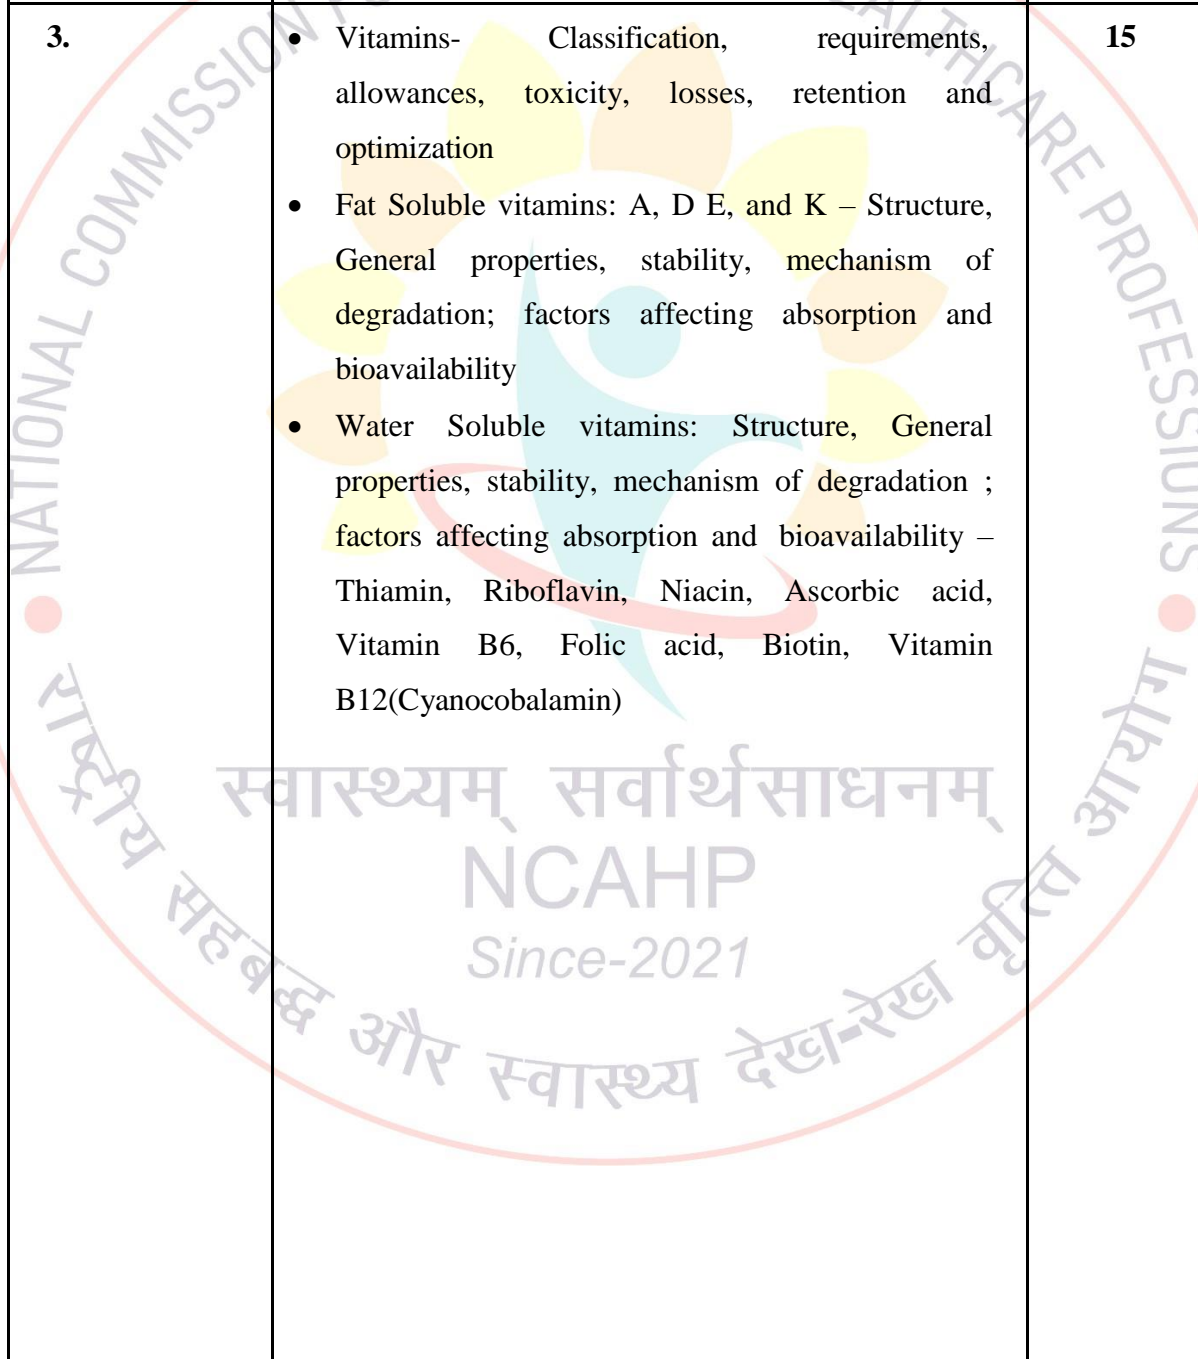 3.
• Vitamins- Classification, requirements,
allowances, toxicity, losses, retention and
optimization
• Fat Soluble vitamins: A, D E, and K – Structure,
General properties, stability, mechanism of
degradation; factors affecting absorption and
bioavailability
• Water Soluble vitamins: Structure, General
properties, stability, mechanism of degradation ;
factors affecting absorption and bioavailability –
Thiamin, Riboflavin, Niacin, Ascorbic acid,
Vitamin B6, Folic acid, Biotin, Vitamin
B12(Cyanocobalamin)
15
NATIONAL COMMISSION
PROFESSIONS
स्वास्थ्यम् सर्वार्थसाधनम्
NCAHP
Since-2021
राष्ट्रीय सहबद्ध और स्वास्थ्य देख-रेख वृत्ति आयोग